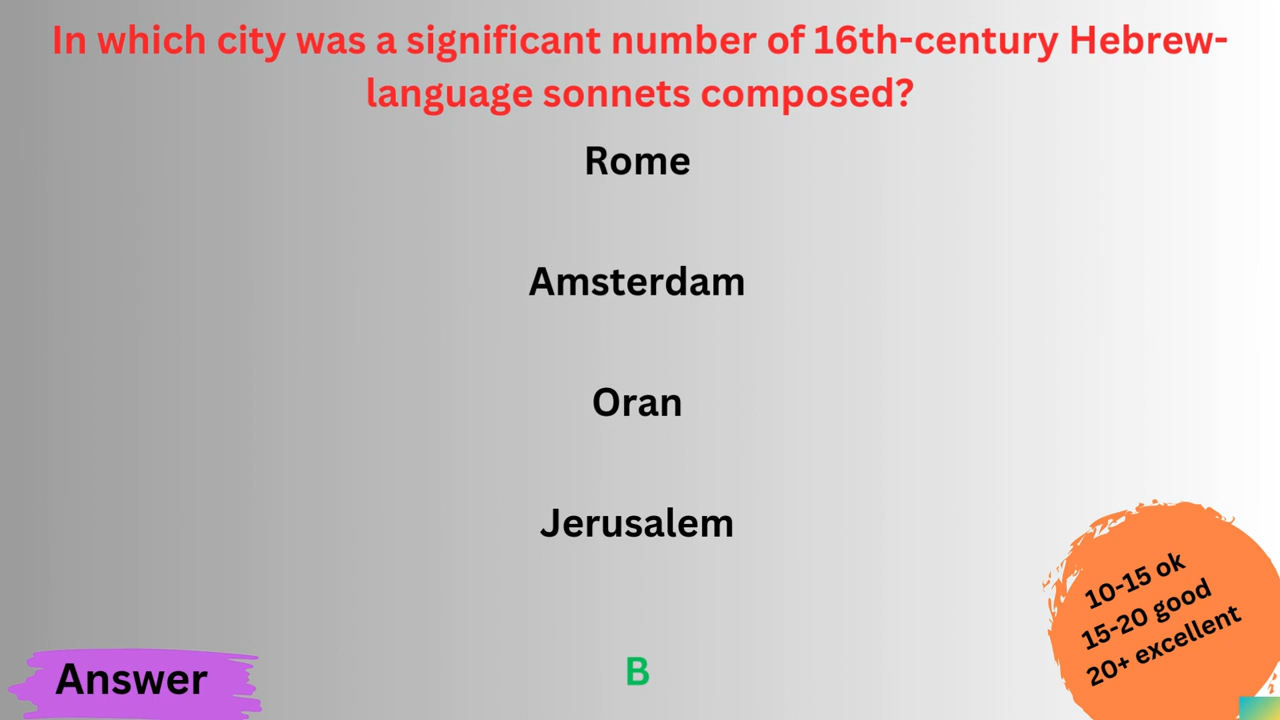 In which city was a significant number of 16th-century Hebrew-
language sonnets composed?
Rome
Amsterdam
Oran
Jerusalem
10-15 ok
15-20 good
20+ excellent
Answer
B